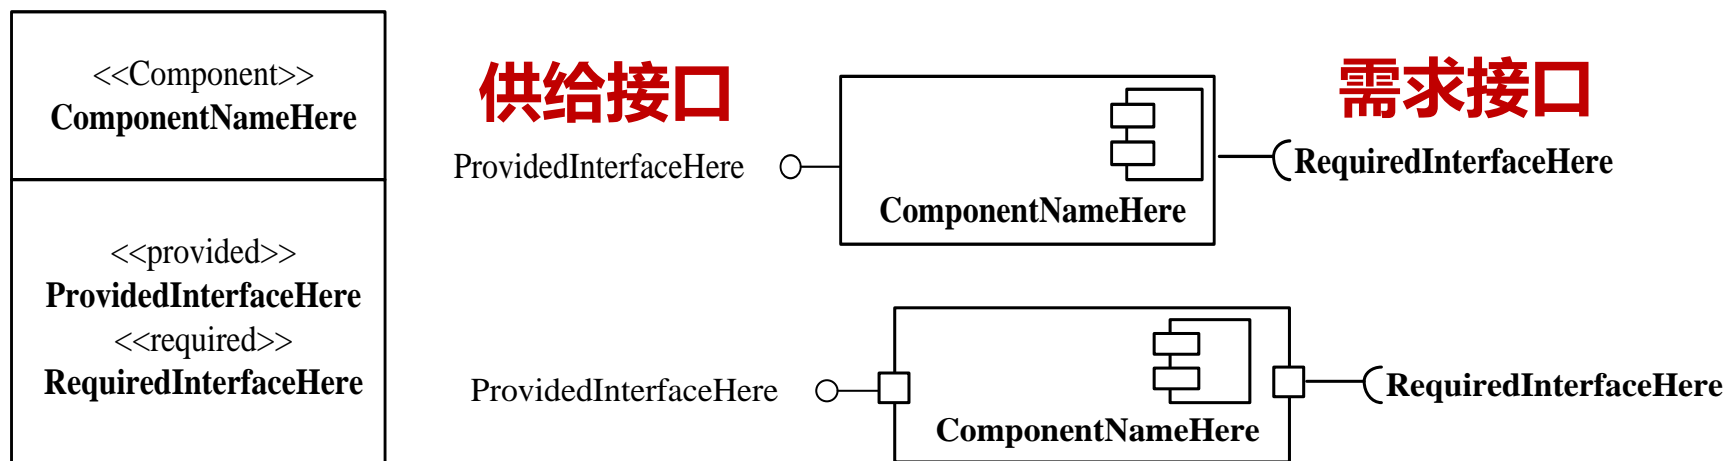 <<Component>>
ComponentNameHere
<<provided>>
ProvidedInterfaceHere
<<required>>
RequiredInterfaceHere
供给接口
需求接口
ProvidedInterfaceHere
RequiredInterfaceHere
ComponentNameHere
ProvidedInterfaceHere
RequiredInterfaceHere
ComponentNameHere